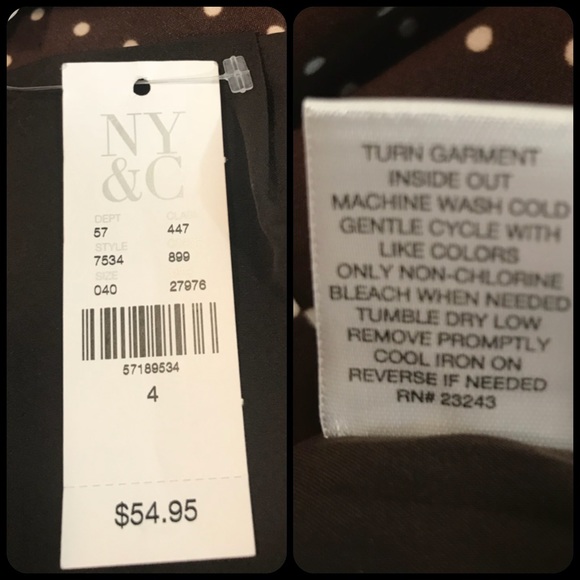 NY
&C
DEPT CLASS
57 447
STYLE
7534 899
SIZE
040 27976
57189534
4
$54.95
TURN GARMENT
INSIDE OUT
MACHINE WASH COLD
GENTLE CYCLE WITH
LIKE COLORS
ONLY NON-CHLORINE
BLEACH WHEN NEEDED
TUMBLE DRY LOW
REMOVE PROMPTLY
COOL IRON ON
REVERSE IF NEEDED
RN# 23243